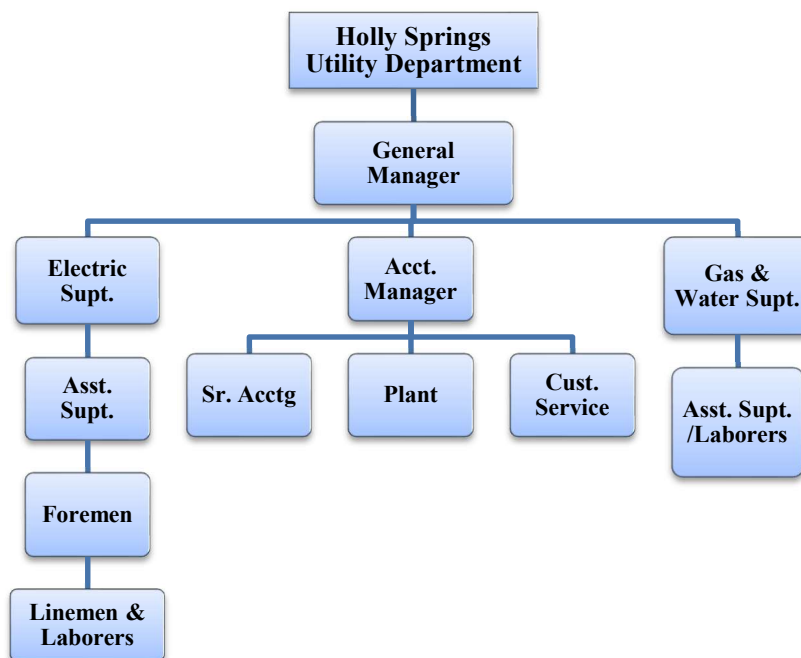 Holly Springs
Utility Department
General
Manager
Electric
Supt.
Acct.
Manager
Gas &
Water Supt.
Asst.
Supt.
Sr. Acctg
Plant
Cust.
Service
Asst. Supt.
/Laborers
Foremen
Linemen &
Laborers